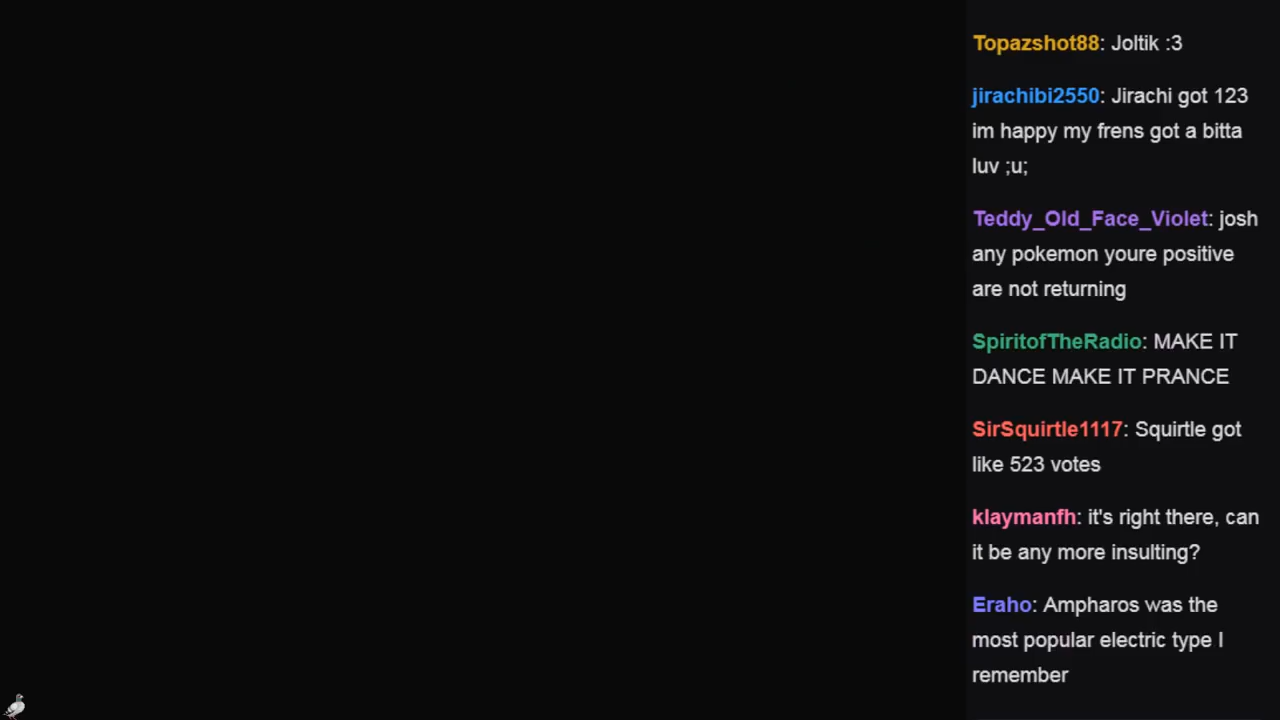 Topazshot88: Joltik :3
jirachibi2550: Jirachi got 123
im happy my frens got a bitta
luv ;u;
Teddy_Old_Face_Violet: josh
any pokemon youre positive
are not returning
SpiritofTheRadio: MAKE IT
DANCE MAKE IT PRANCE
SirSquirtle1117: Squirtle got
like 523 votes
klaymanfh: it's right there, can
it be any more insulting?
Eraho: Ampharos was the
most popular electric type I
remember